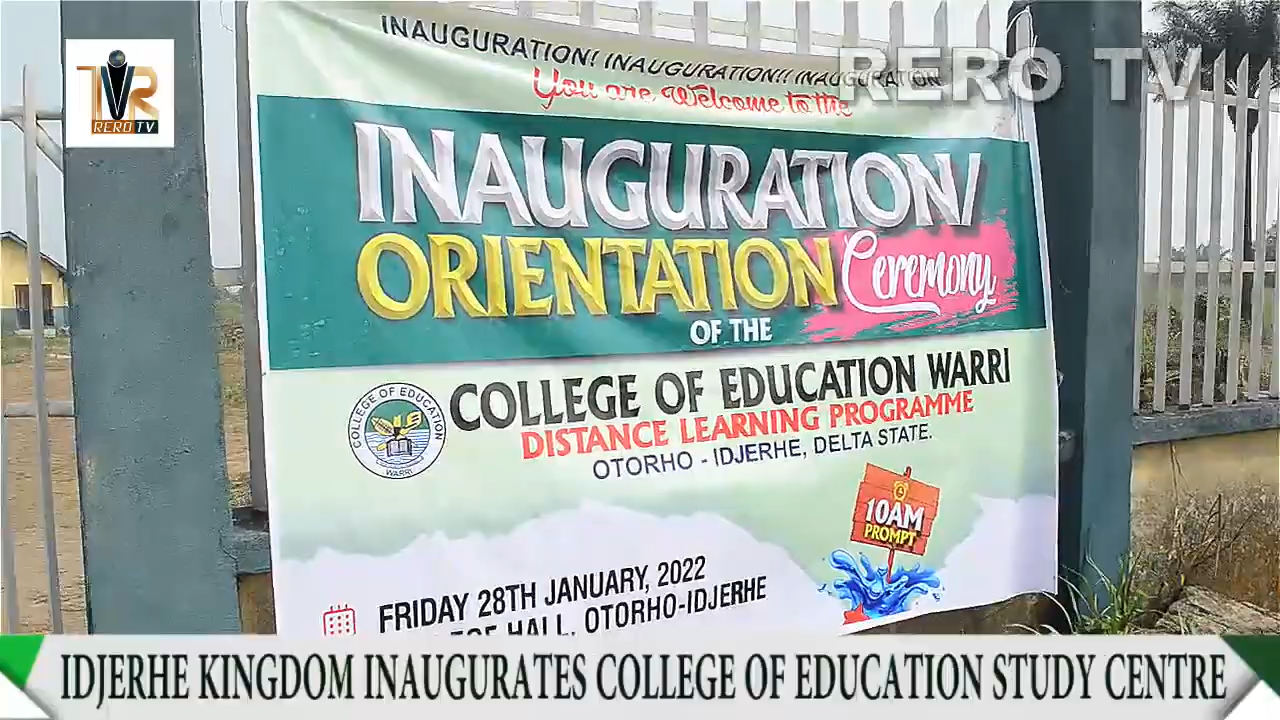 INAUGURATION! INAUGURATION!! INAUGURATION
You are Welcome to the
RERO TV
RERO TV
INAUGURATION/
ORIENTATION Ceremony
OF THE
COLLEGE OF EDUCATION WARRI
DISTANCE LEARNING PROGRAMME
OTORHO - IDJERHE, DELTA STATE.
COLLEGE OF EDUCATION
WARRI
10AM
PROMPT
FRIDAY 28TH JANUARY, 2022
HALL, OTORHO-IDJERHE
IDJERHE KINGDOM INAUGURATES COLLEGE OF EDUCATION STUDY CENTRE